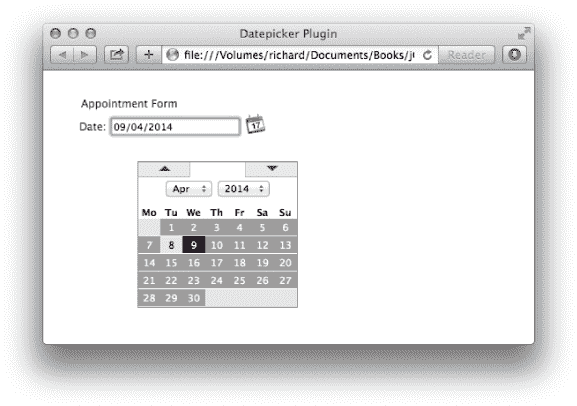 Datepicker Plugin
file:///Volumes/richard/Documents/Books/j
Reader
Appointment Form
Date: 09/04/2014
17
Apr 2014
Mo Tu We Th Fr Sa Su
1 2 3 4 5 6
7 8 9 10 11 12 13
14 15 16 17 18 19 20
21 22 23 24 25 26 27
28 29 30